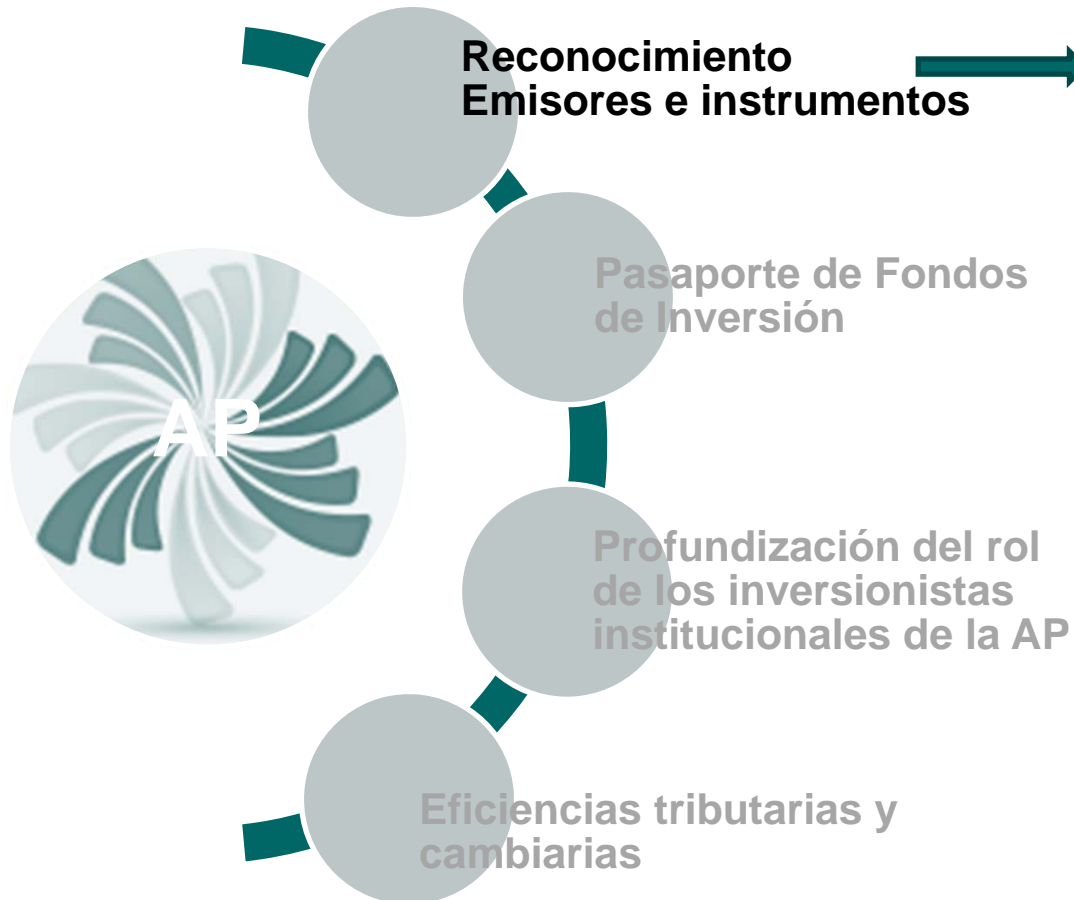 Reconocimiento
Emisores e instrumentos
Pasaporte de Fondos
de Inversión
AP
Profundización del rol
de los inversionistas
institucionales de la AP
Eficiencias tributarias y
cambiarias